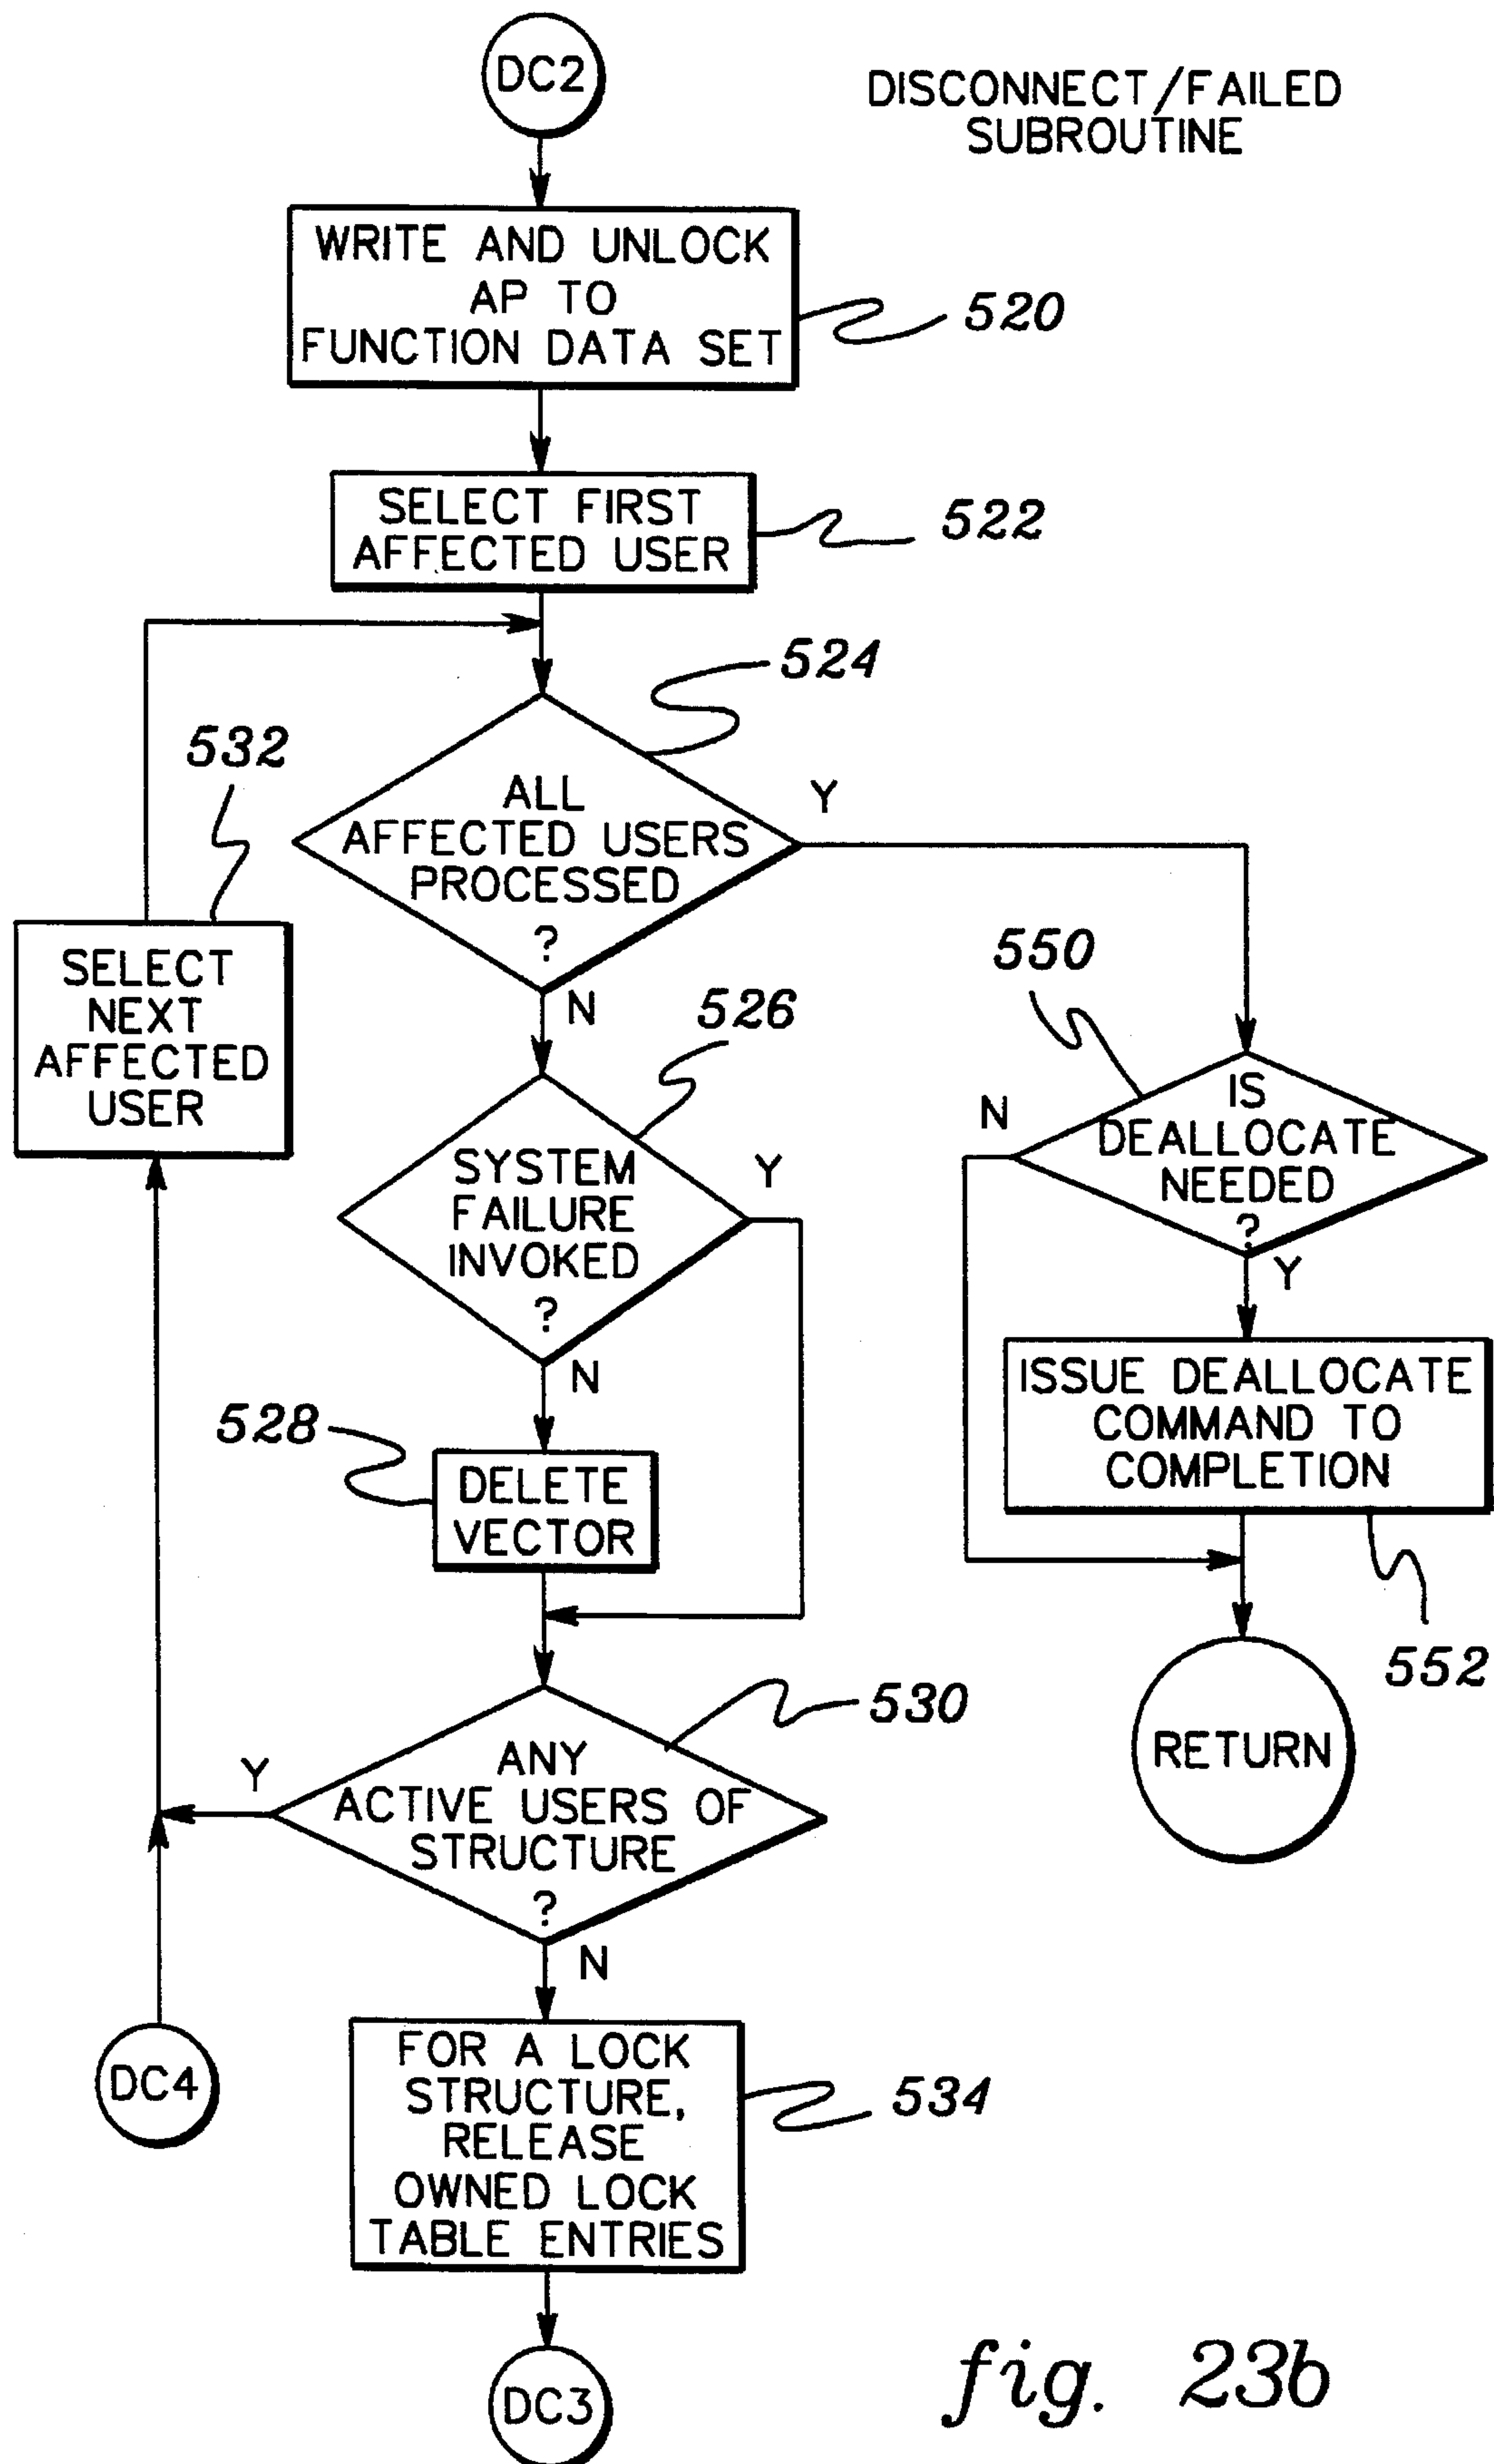 DC2
DISCONNECT/FAILED
SUBROUTINE
WRITE AND UNLOCK
AP TO
FUNCTION DATA SET
520
SELECT FIRST
AFFECTED USER
522
524
532
ALL
AFFECTED USERS
PROCESSED
?
Y
N
SELECT
NEXT
AFFECTED
USER
550
526
IS
DEALLOCATE
NEEDED
?
N
Y
SYSTEM
FAILURE
INVOKED
?
Y
N
ISSUE DEALLOCATE
COMMAND TO
COMPLETION
552
528
DELETE
VECTOR
RETURN
530
ANY
ACTIVE USERS OF
STRUCTURE
?
Y
N
DC4
FOR A LOCK
STRUCTURE,
RELEASE
OWNED LOCK
TABLE ENTRIES
534
DC3
fig. 23b